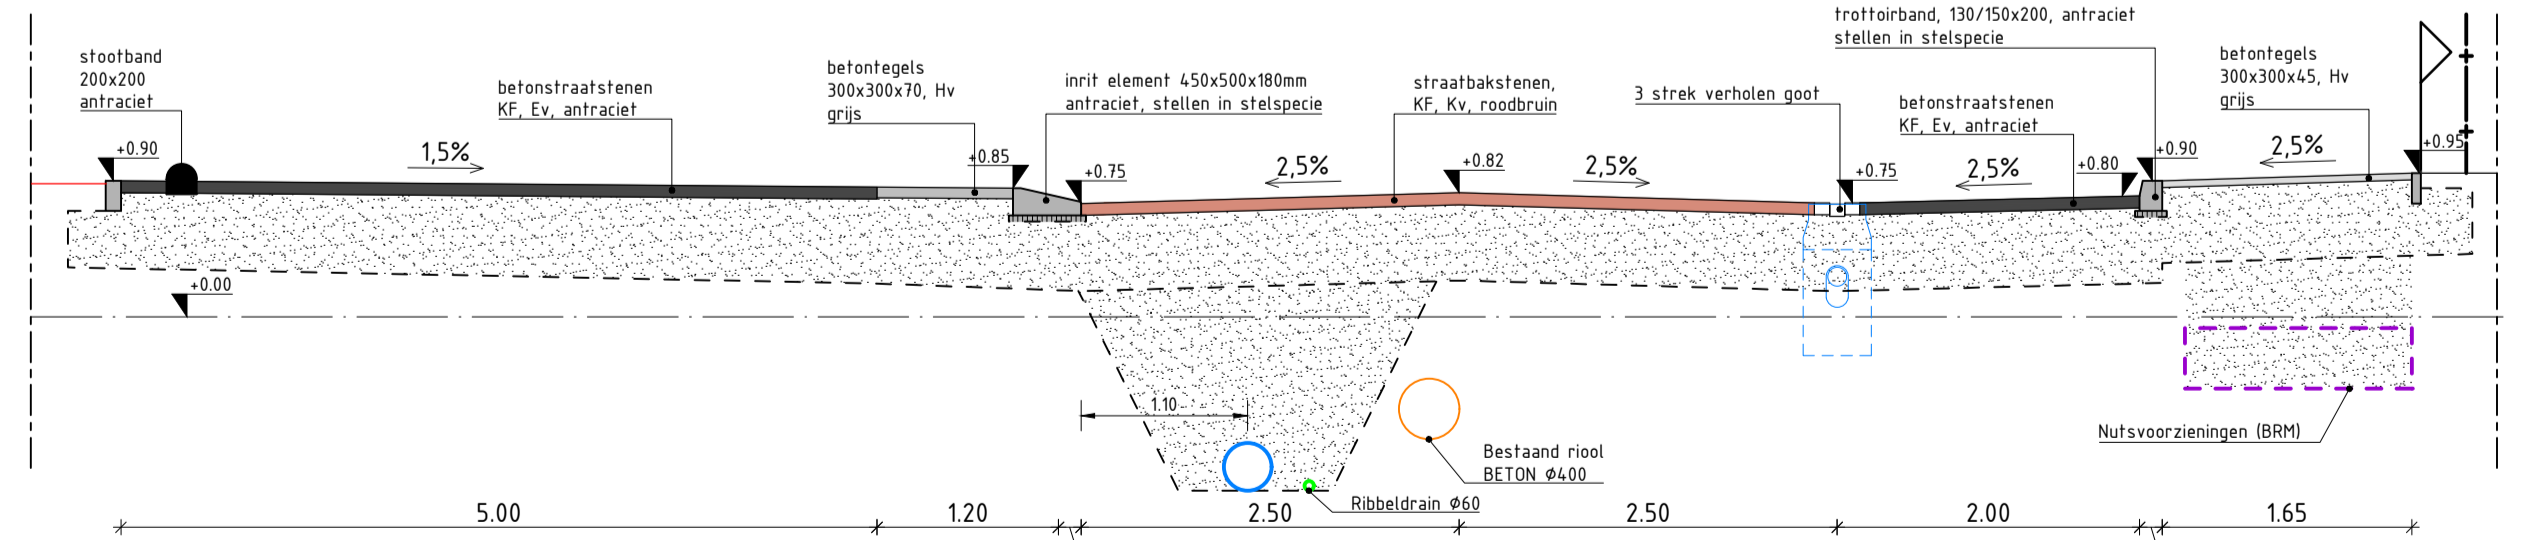 stootband
200x200
antraciet
+0.90
betonstraatstenen
KF, Ev, antraciet
1,5%
betontegels
300x300x70, Hv
grijs
+0.85
inrit element 450x500x180mm
antraciet, stellen in stelspecie
+0.75
straatbakstenen,
KF, Kv, roodbruin
2,5%
+0.82
2,5%
3 strek verholen goot
+0.75
trottoirband, 130/150x200, antraciet
stellen in stelspecie
betonstraatstenen
KF, Ev, antraciet
2,5%
+0.80
+0.90
betontegels
300x300x45, Hv
grijs
2,5%
+0.95
+0.00
1.10
Bestaand riool
BETON Ø400
Ribbeldrain Ø60
Nutsvoorzieningen (BRM)
5.00
1.20
2.50
2.50
2.00
1.65